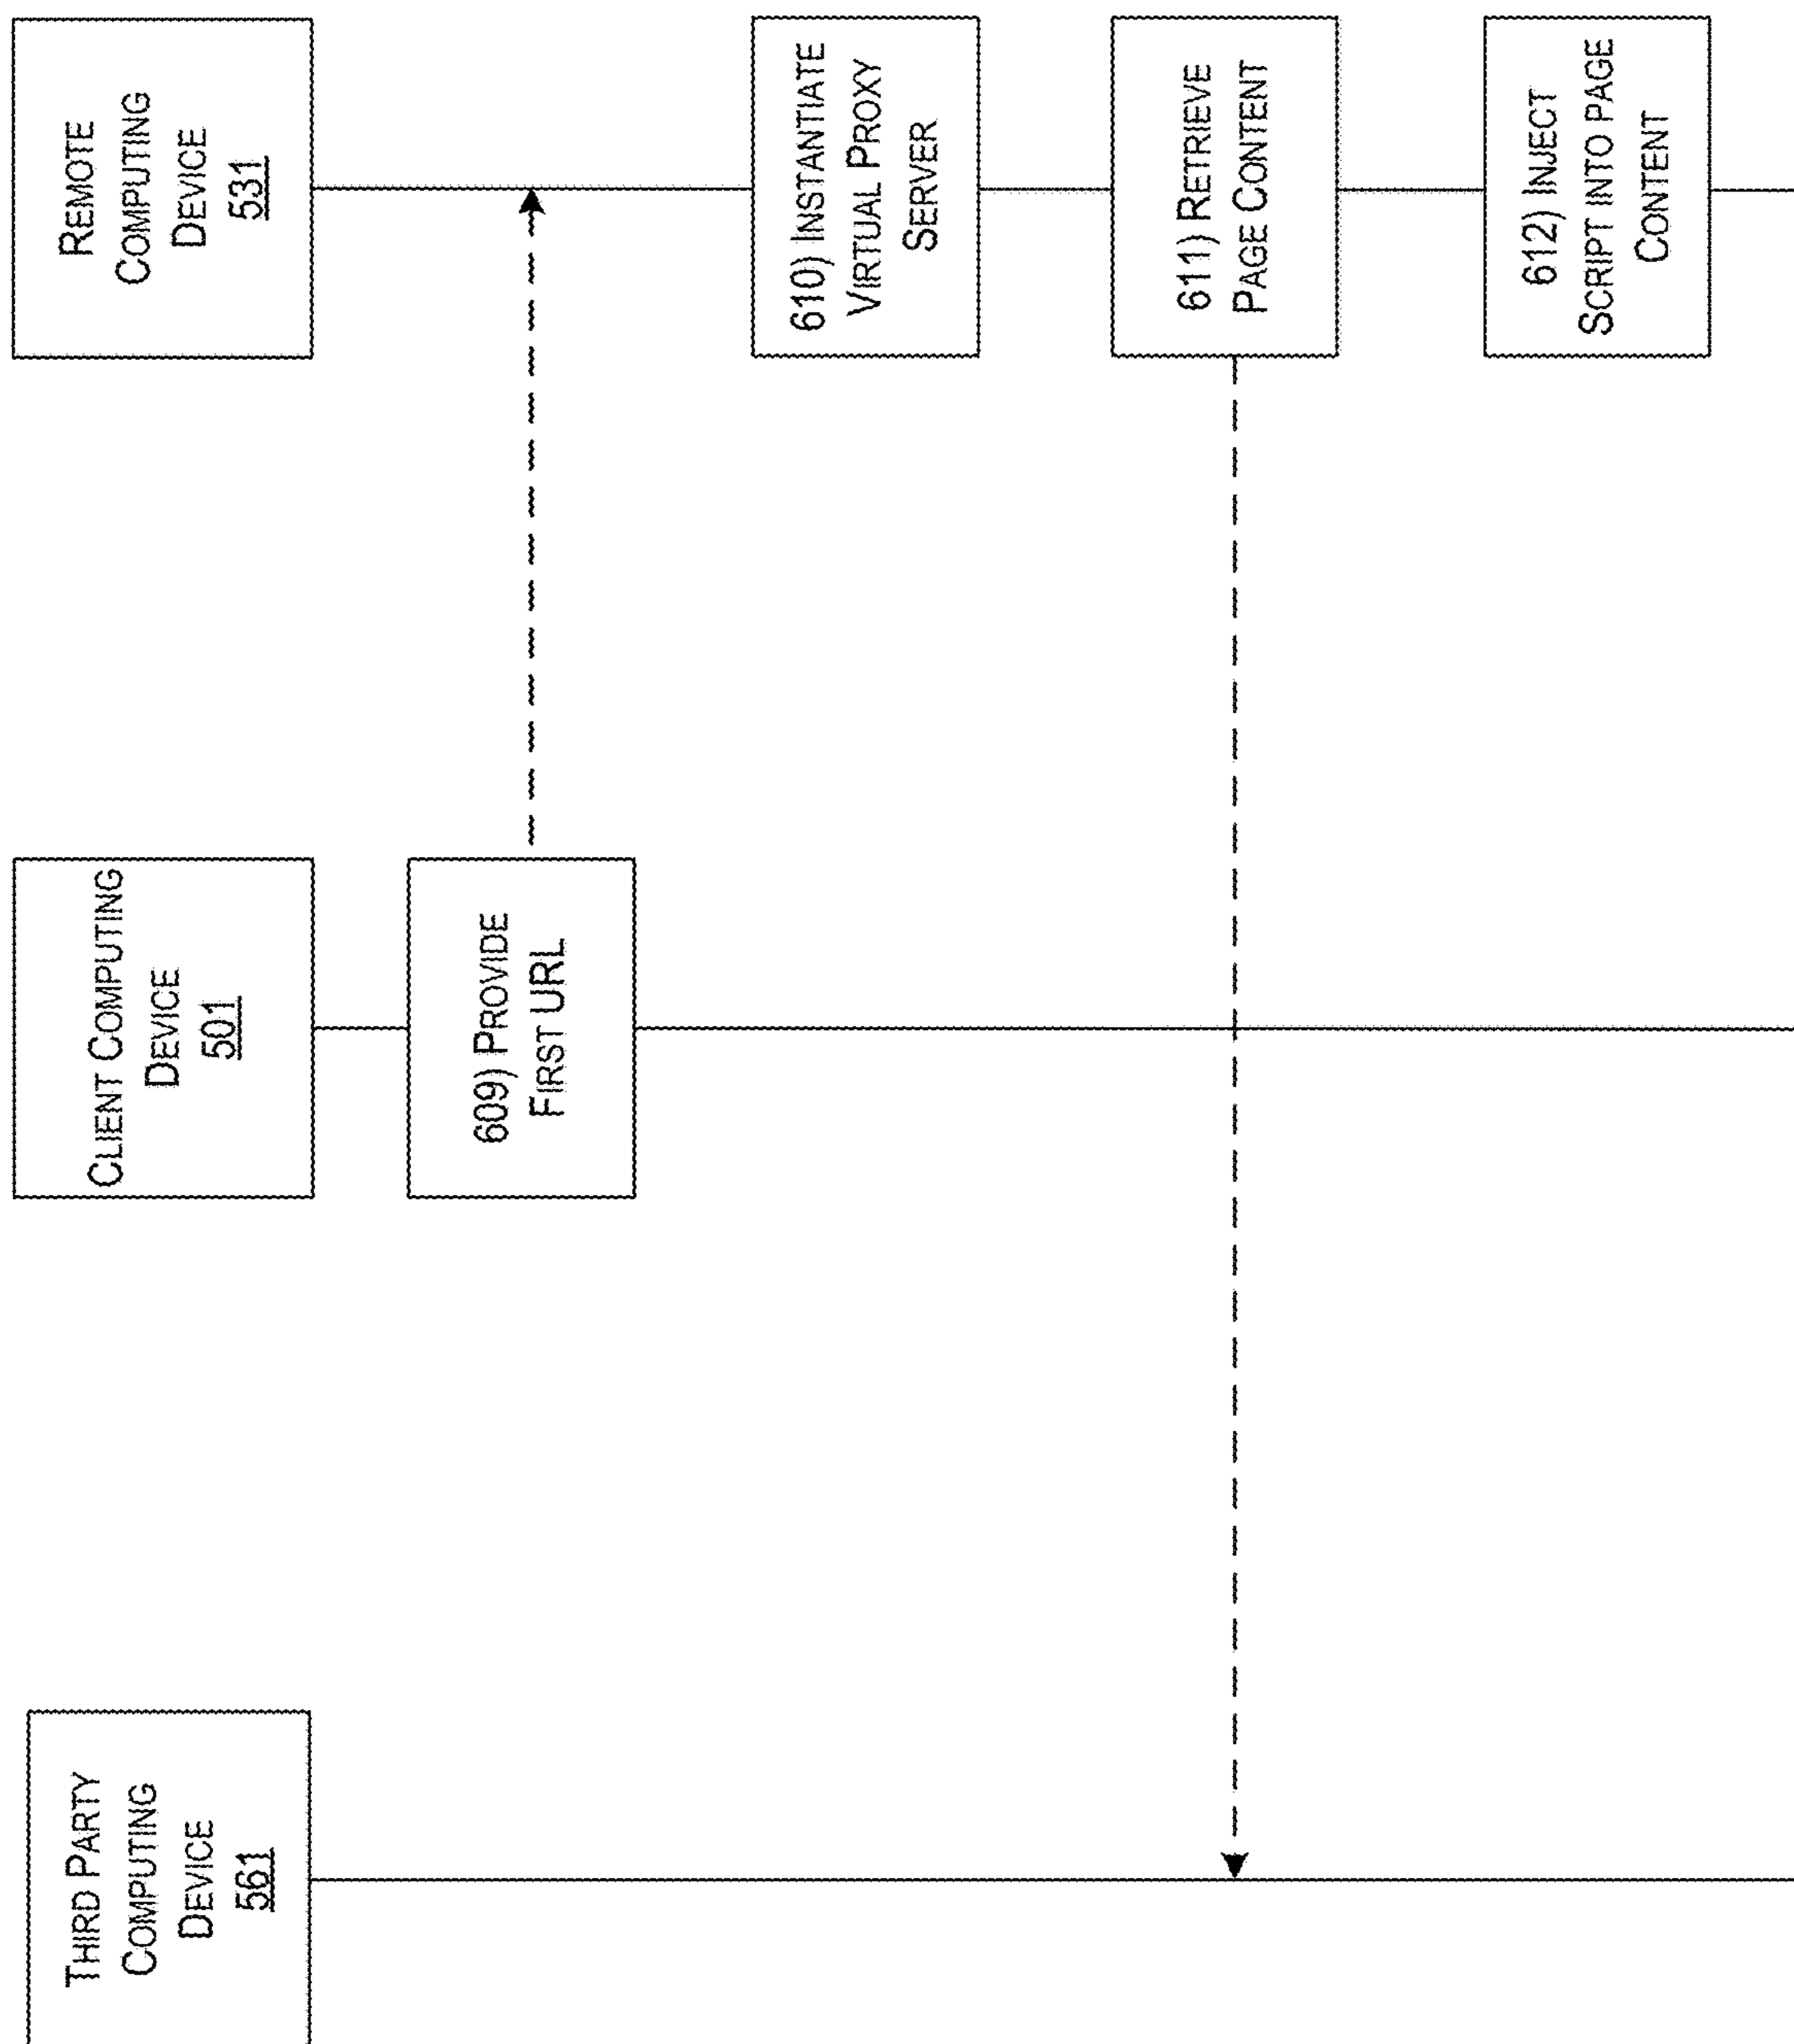 THIRD PARTY
COMPUTING
DEVICE
561
CLIENT COMPUTING
DEVICE
501
REMOTE
COMPUTING
DEVICE
531
609) PROVIDE
FIRST URL
610) INSTANTIATE
VIRTUAL PROXY
SERVER
611) RETRIEVE
PAGE CONTENT
612) INJECT
SCRIPT INTO PAGE
CONTENT